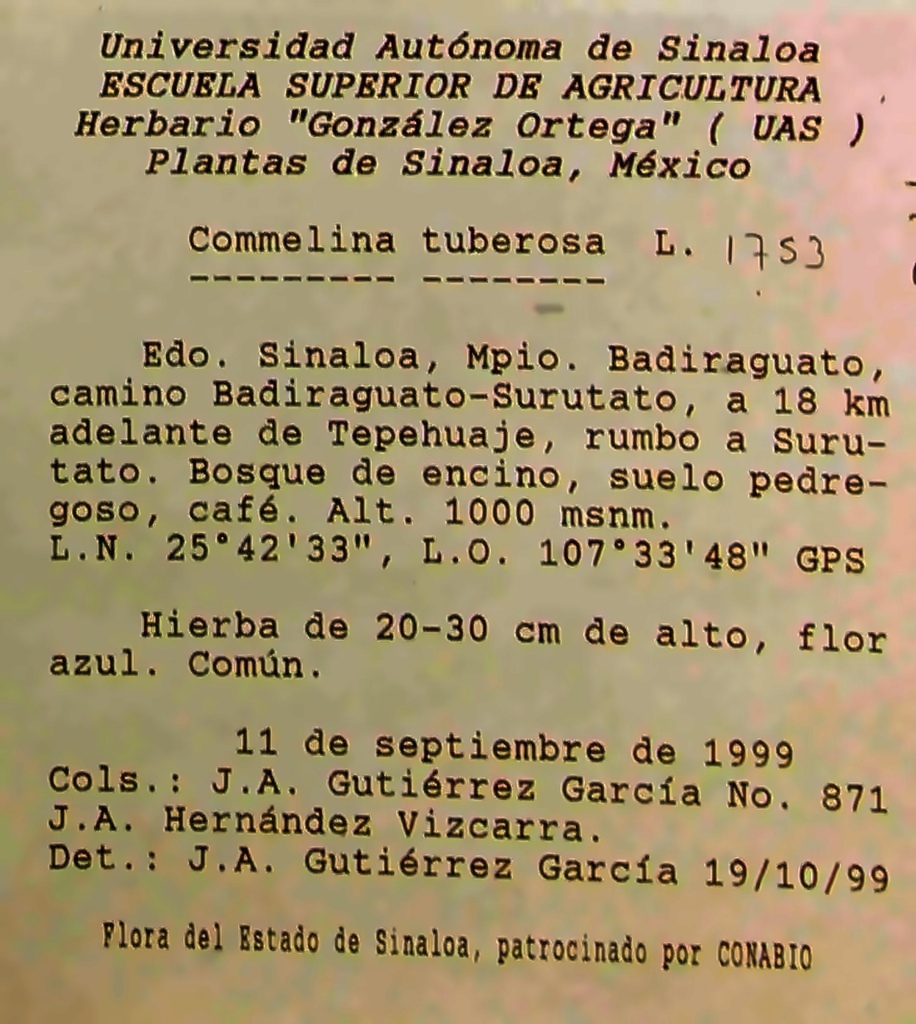 Universidad Autónoma de Sinaloa
ESCUELA SUPERIOR DE AGRICULTURA
Herbario "González Ortega" ( UAS )
Plantas de Sinaloa, México
Commelina tuberosa L. 1753
--------- --------
Edo. Sinaloa, Mpio. Badiraguato,
camino Badiraguato-Surutato, a 18 km
adelante de Tepehuaje, rumbo a Suru-
tato. Bosque de encino, suelo pedre-
goso, café. Alt. 1000 msnm.
L.N. 25°42'33", L.O. 107°33'48" GPS
Hierba de 20-30 cm de alto, flor
azul. Común.
11 de septiembre de 1999
Cols.: J.A. Gutiérrez García No. 871
J.A. Hernández Vizcarra.
Det.: J.A. Gutiérrez García 19/10/99
Flora del Estado de Sinaloa, patrocinado por CONABIO